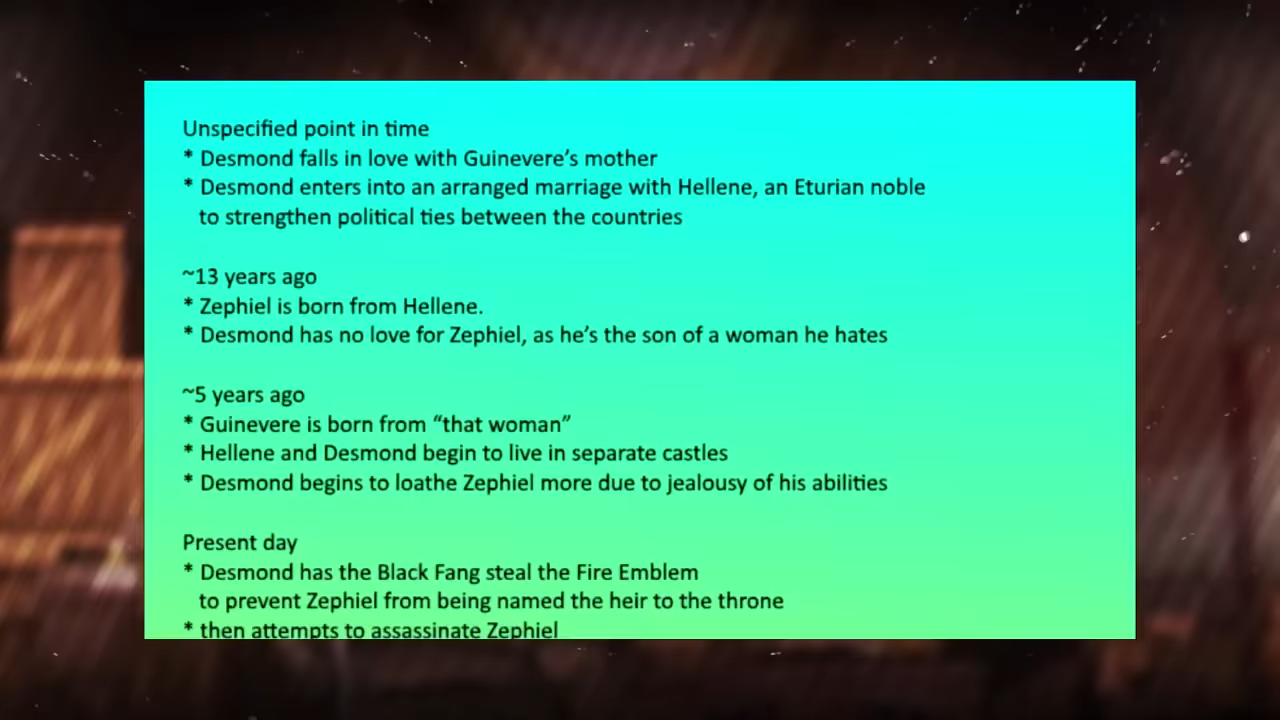 Unspecified point in time
* Desmond falls in love with Guinevere’s mother
* Desmond enters into an arranged marriage with Hellene, an Eturian noble
to strengthen political ties between the countries
~13 years ago
* Zephiel is born from Hellene.
* Desmond has no love for Zephiel, as he’s the son of a woman he hates
~5 years ago
* Guinevere is born from “that woman”
* Hellene and Desmond begin to live in separate castles
* Desmond begins to loathe Zephiel more due to jealousy of his abilities
Present day
* Desmond has the Black Fang steal the Fire Emblem
to prevent Zephiel from being named the heir to the throne
* then attempts to assassinate Zephiel